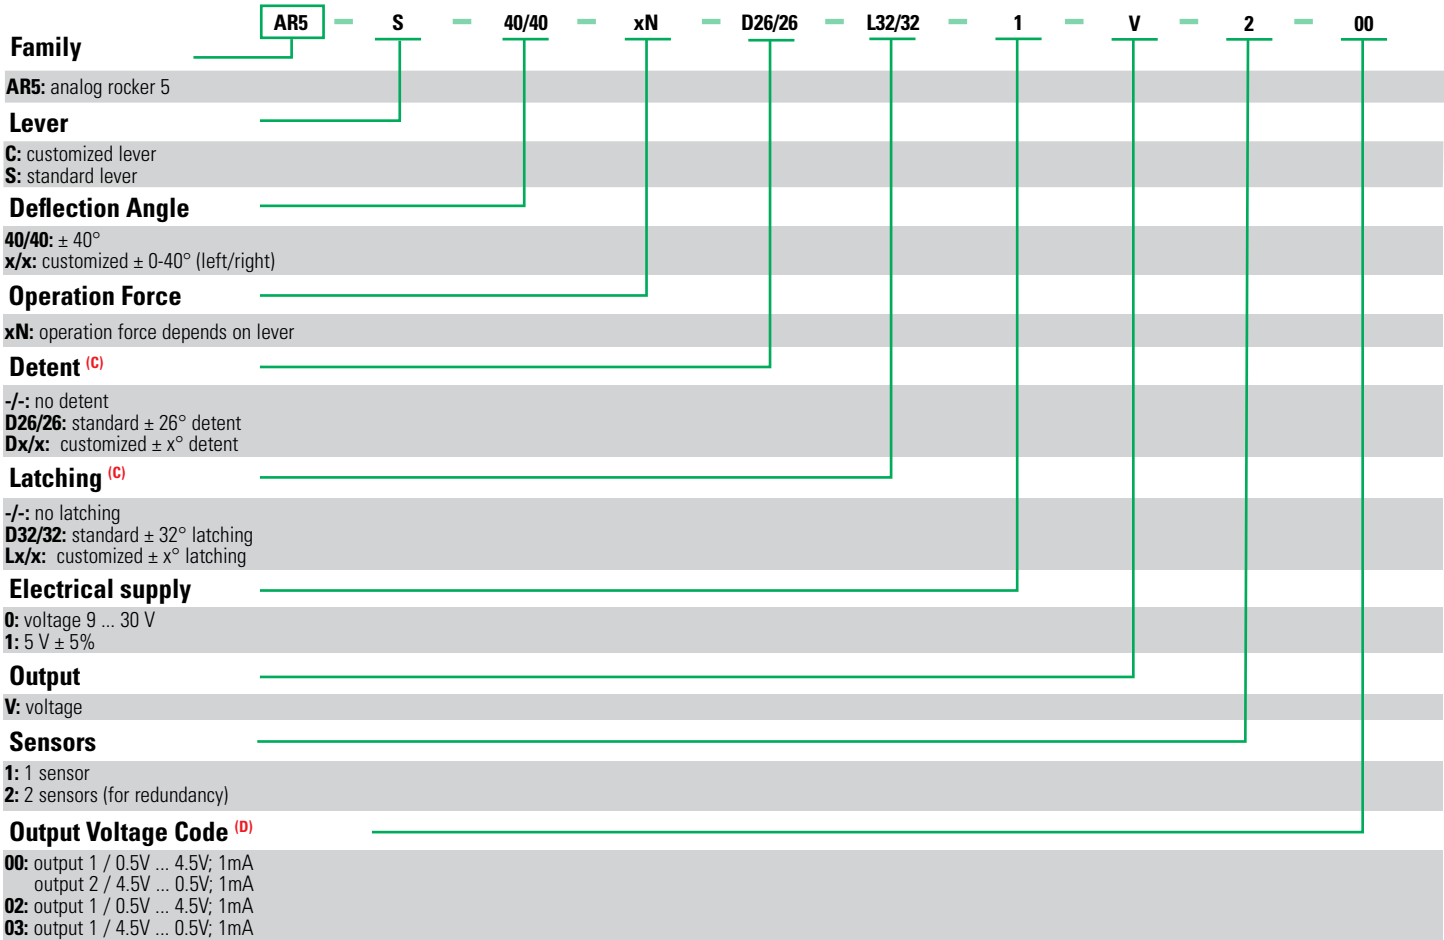 AR5 – S – 40/40 – xN – D26/26 – L32/32 – 1 – V – 2 – 00
Family
AR5: analog rocker 5
Lever
C: customized lever
S: standard lever
Deflection Angle
40/40: ± 40°
x/x: customized ± 0-40° (left/right)
Operation Force
xN: operation force depends on lever
Detent (C)
-/-: no detent
D26/26: standard ± 26° detent
Dx/x: customized ± x° detent
Latching (C)
-/-: no latching
D32/32: standard ± 32° latching
Lx/x: customized ± x° latching
Electrical supply
0: voltage 9 ... 30 V
1: 5 V ± 5%
Output
V: voltage
Sensors
1: 1 sensor
2: 2 sensors (for redundancy)
Output Voltage Code (D)
00: output 1 / 0.5V ... 4.5V; 1mA
output 2 / 4.5V ... 0.5V; 1mA
02: output 1 / 0.5V ... 4.5V; 1mA
03: output 1 / 4.5V ... 0.5V; 1mA